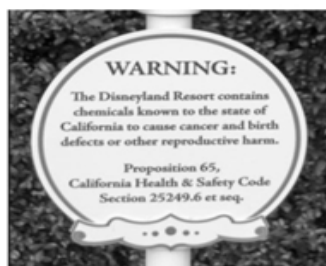 WARNING:
The Disneyland Resort contains
chemicals known to the state of
California to cause cancer and birth
defects or other reproductive harm.
Proposition 65,
California Health & Safety Code
Section 25249.6 et seq.